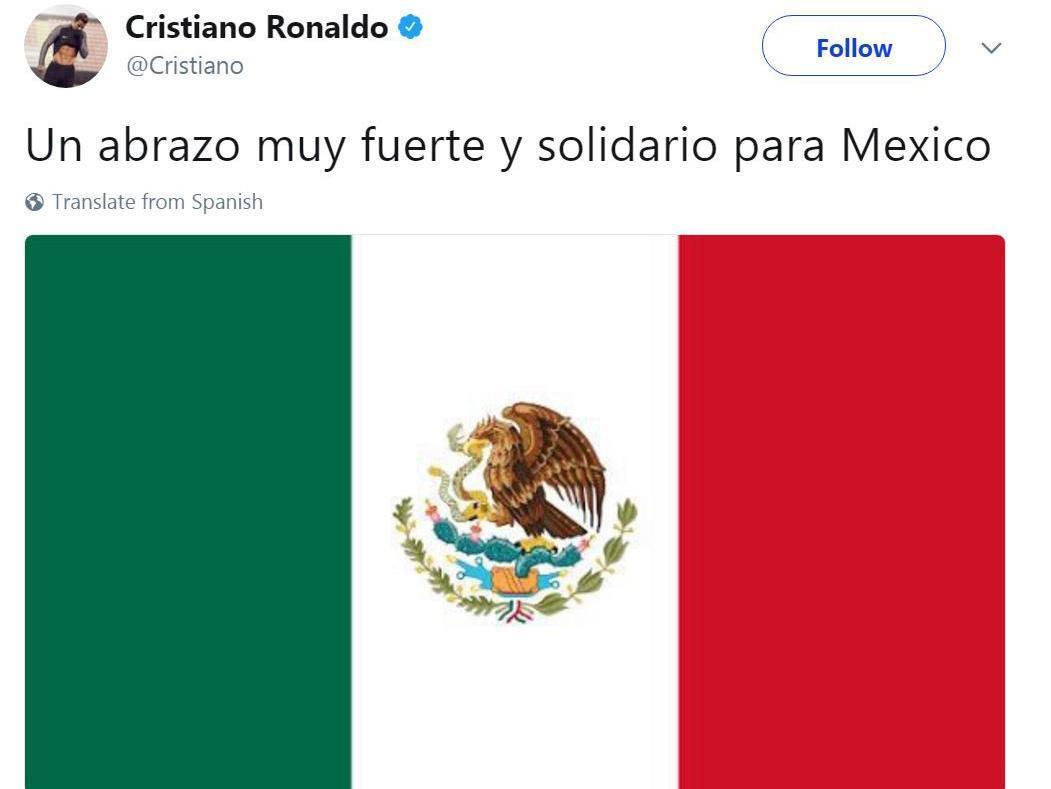 Cristiano Ronaldo
@Cristiano
Follow
Un abrazo muy fuerte y solidario para Mexico
Translate from Spanish